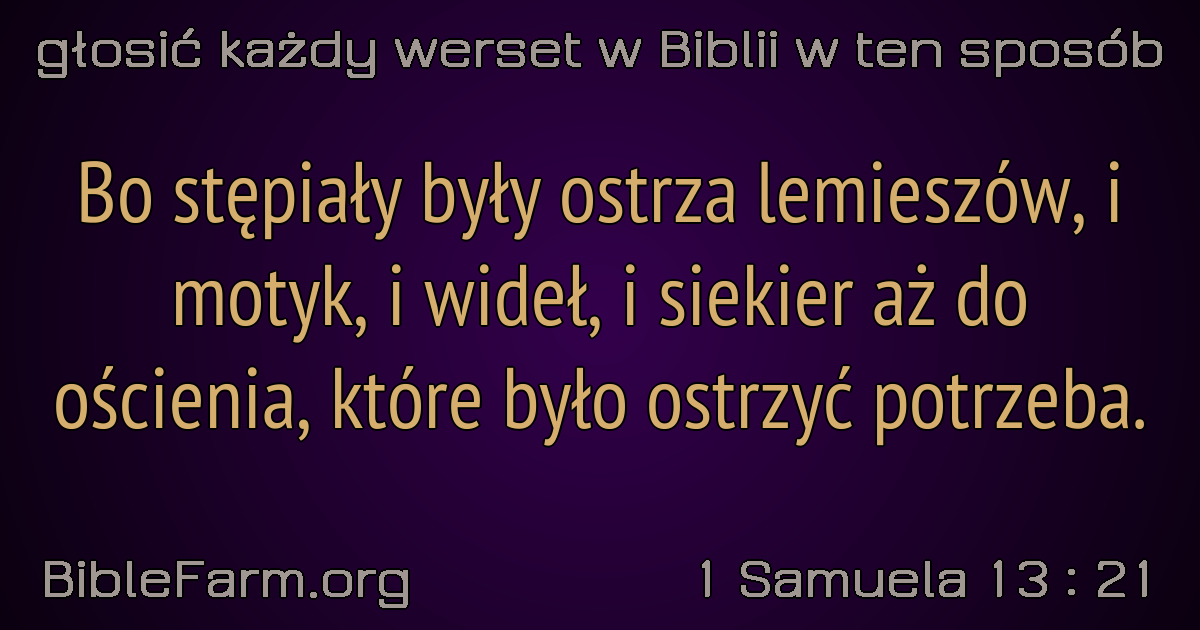 głosić każdy werset w Biblii w ten sposób
Bo stępiały były ostrza lemieszów, i
motyk, i wideł, i siekier aż do
ościenia, które było ostrzyć potrzeba.
BibleFarm.org
1 Samuela 13 : 21